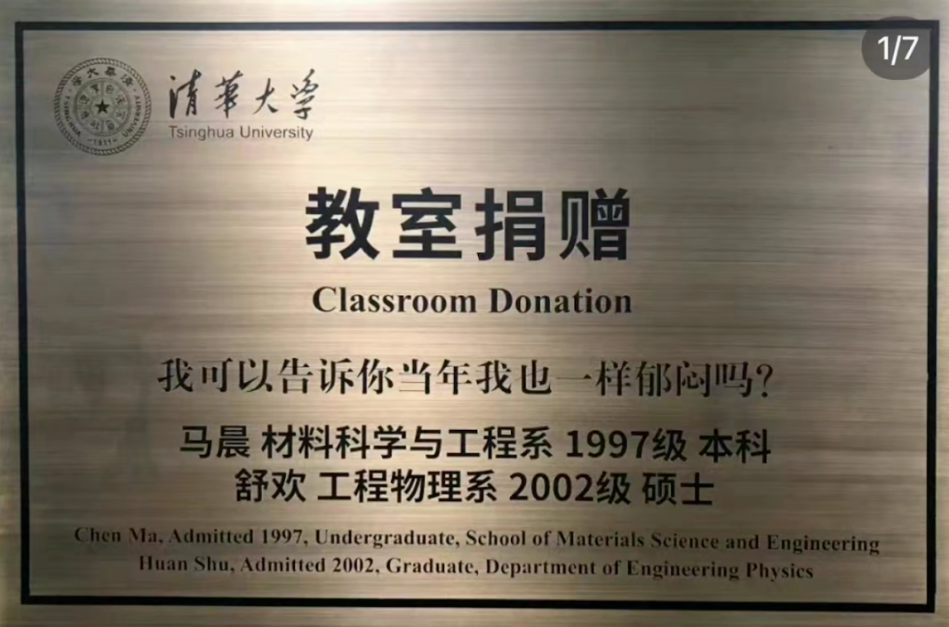 1/7
清華大学
Tsinghua University
教室捐赠
Classroom Donation
我可以告诉你当年我也一样郁闷吗？
马晨 材料科学与工程系 1997级 本科
舒欢 工程物理系 2002级 硕士
Chen Ma, Admitted 1997, Undergraduate, School of Materials Science and Engineering
Huan Shu, Admitted 2002, Graduate, Department of Engineering Physics